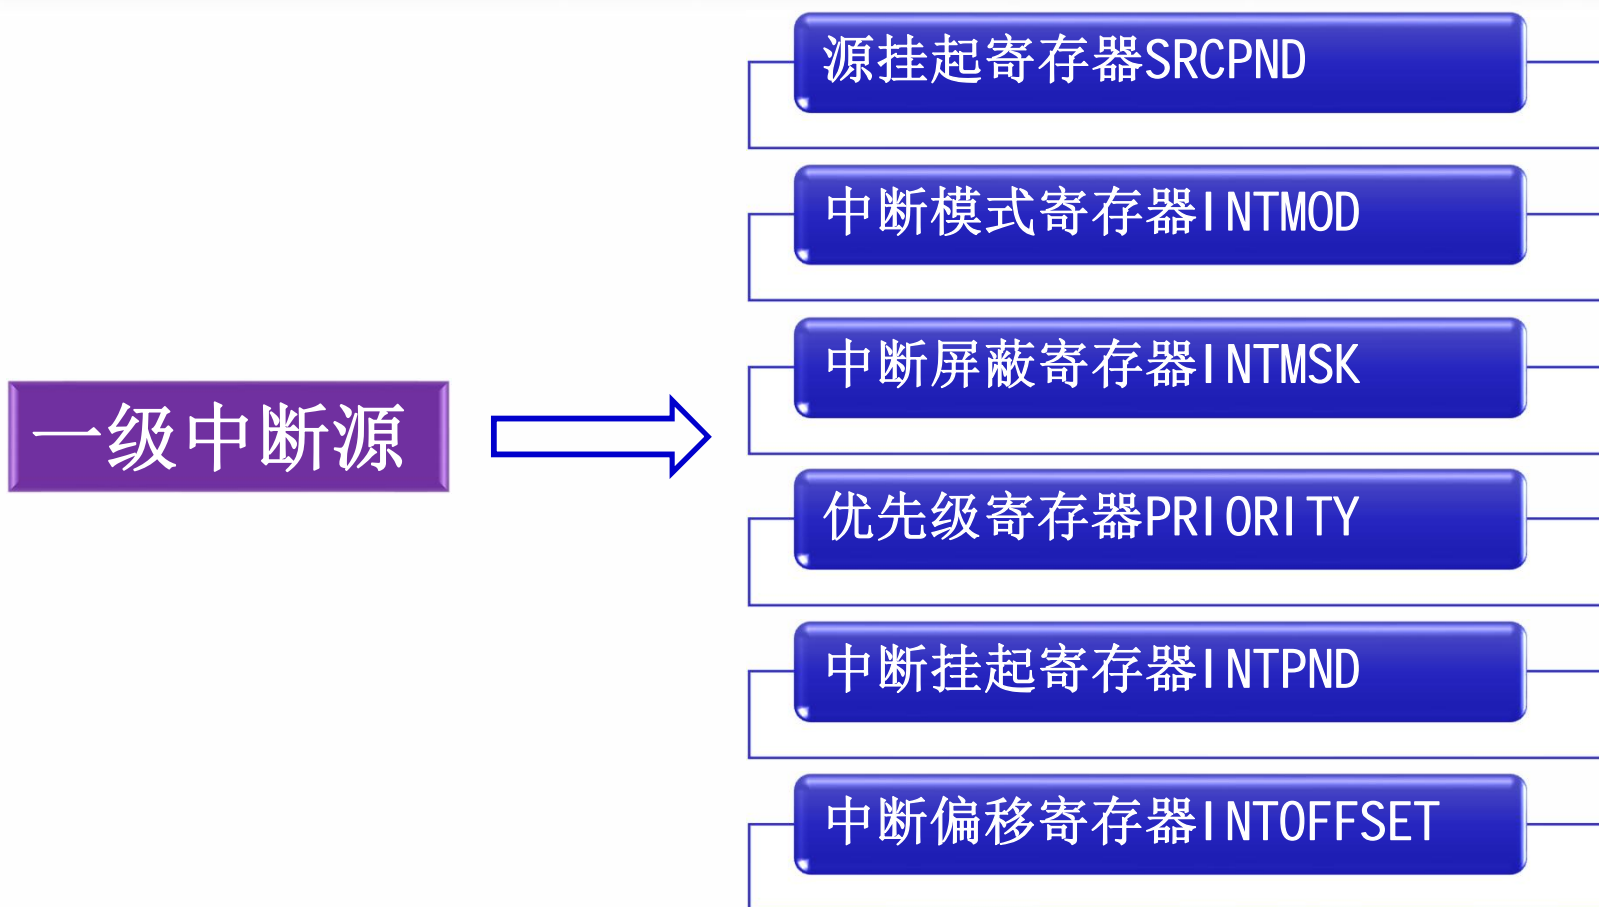 源挂起寄存器SRCPND
中断模式寄存器INTMOD
中断屏蔽寄存器INTMSK
一级中断源
优先级寄存器PRIORITY
中断挂起寄存器INTPND
中断偏移寄存器INTOFFSET